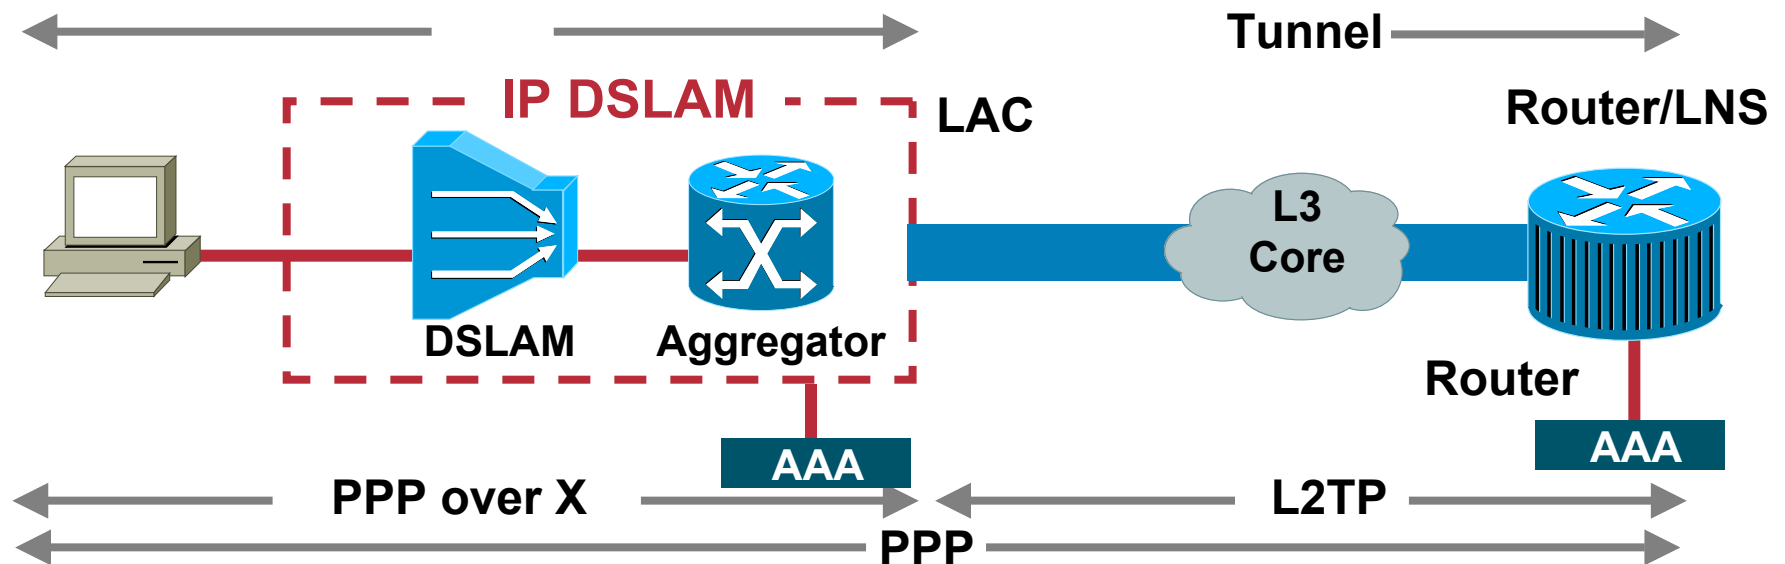 Tunnel
IP DSLAM
LAC
Router/LNS
L3
Core
DSLAM
Aggregator
Router
AAA
AAA
PPP over X
L2TP
PPP